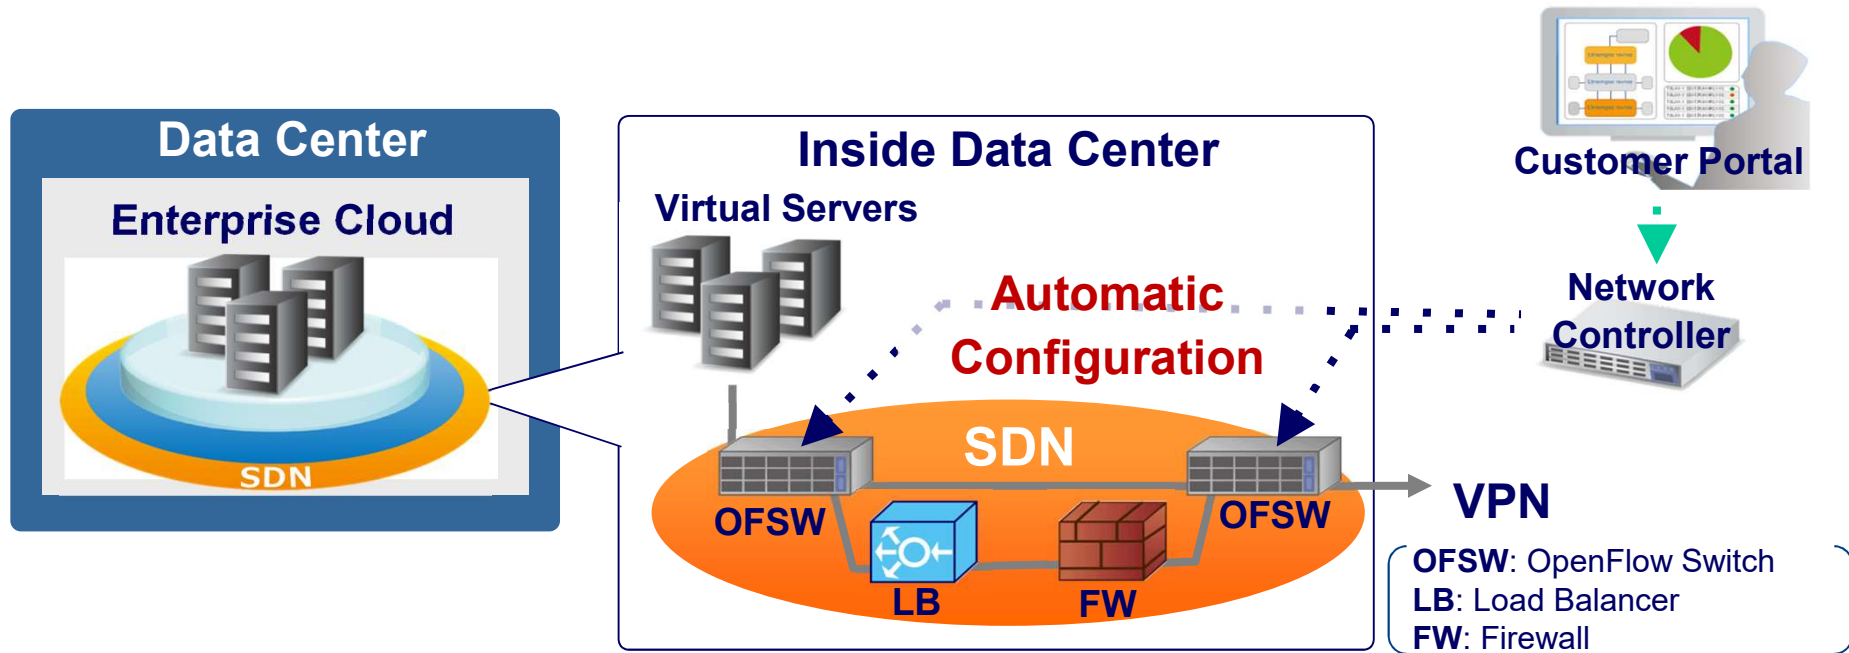 Data Center
Enterprise Cloud
SDN
Inside Data Center
Virtual Servers
Automatic
Configuration
SDN
OFSW
OFSW
LB
FW
Customer Portal
Network
Controller
VPN
OFSW: OpenFlow Switch
LB: Load Balancer
FW: Firewall